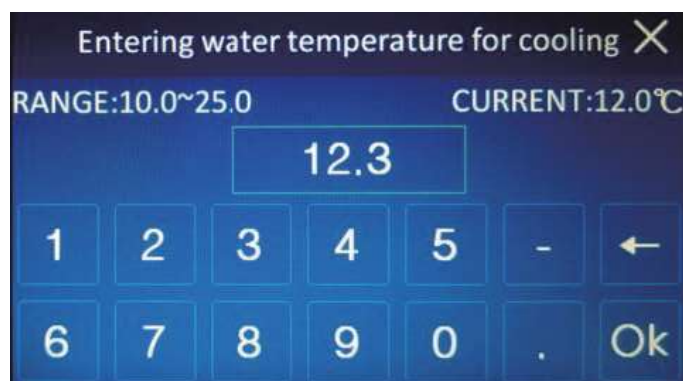 Entering water temperature for cooling ✕
RANGE:10.0~25.0 CURRENT:12.0℃
12.3
1 2 3 4 5 - ←
6 7 8 9 0 . Ok